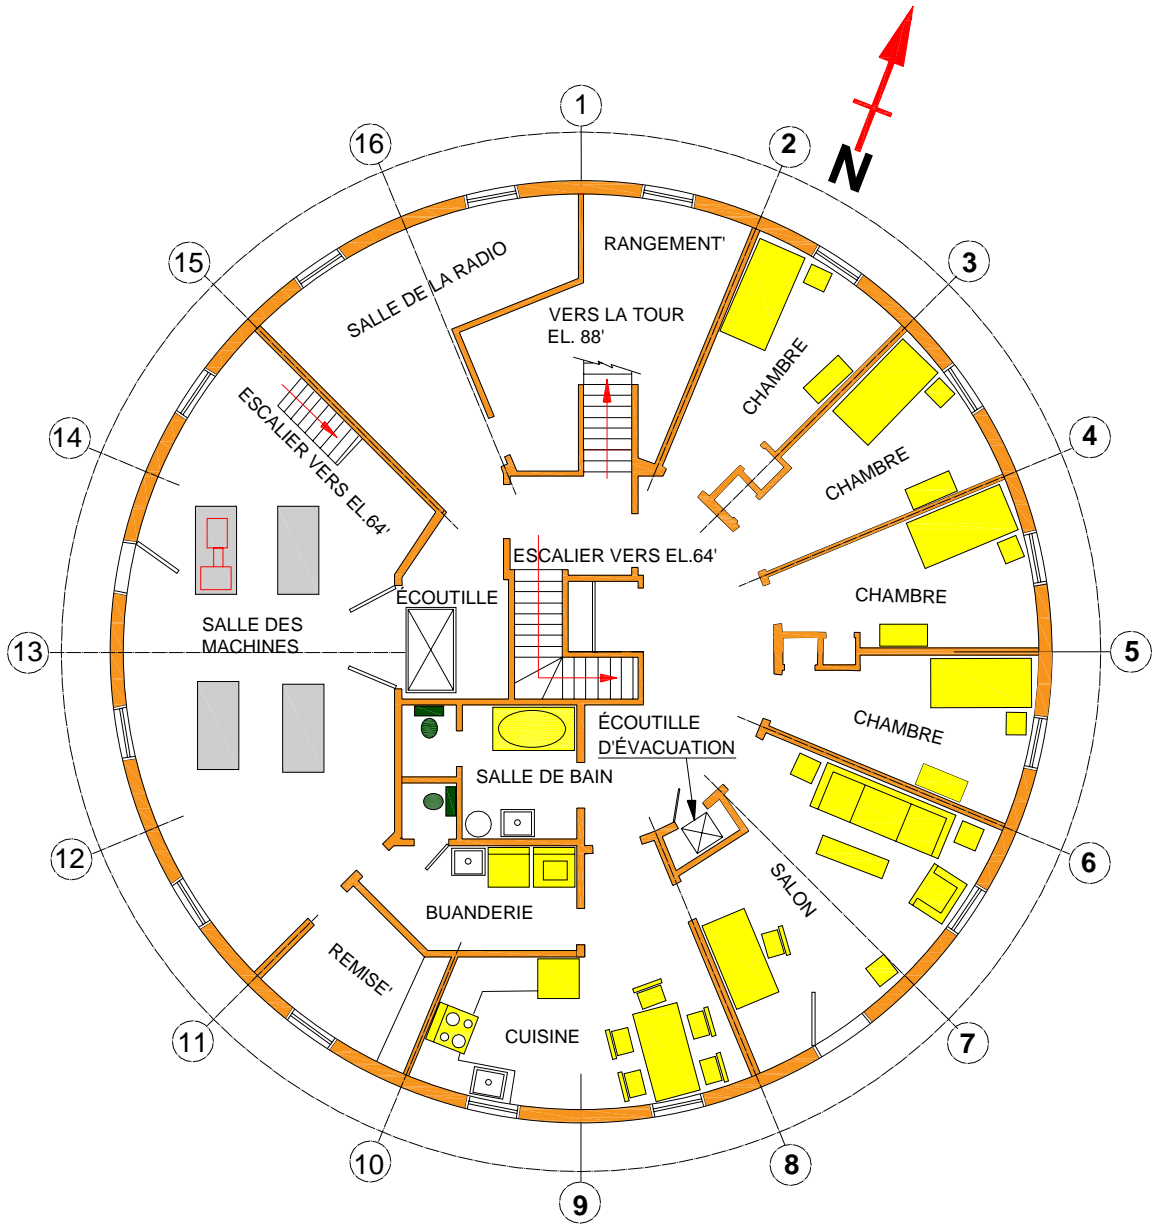 1
2
16
N
15
3
SALLE DE LA RADIO
RANGEMENT'
VERS LA TOUR
EL. 88'
CHAMBRE
ESCALIER VERS EL.64'
14
4
CHAMBRE
ESCALIER VERS EL.64'
ÉCOUTILLE
CHAMBRE
SALLE DES
MACHINES
13
5
CHAMBRE
ÉCOUTILLE
D'ÉVACUATION
SALLE DE BAIN
12
6
SALON
BUANDERIE
REMISE'
CUISINE
11
7
10
8
9